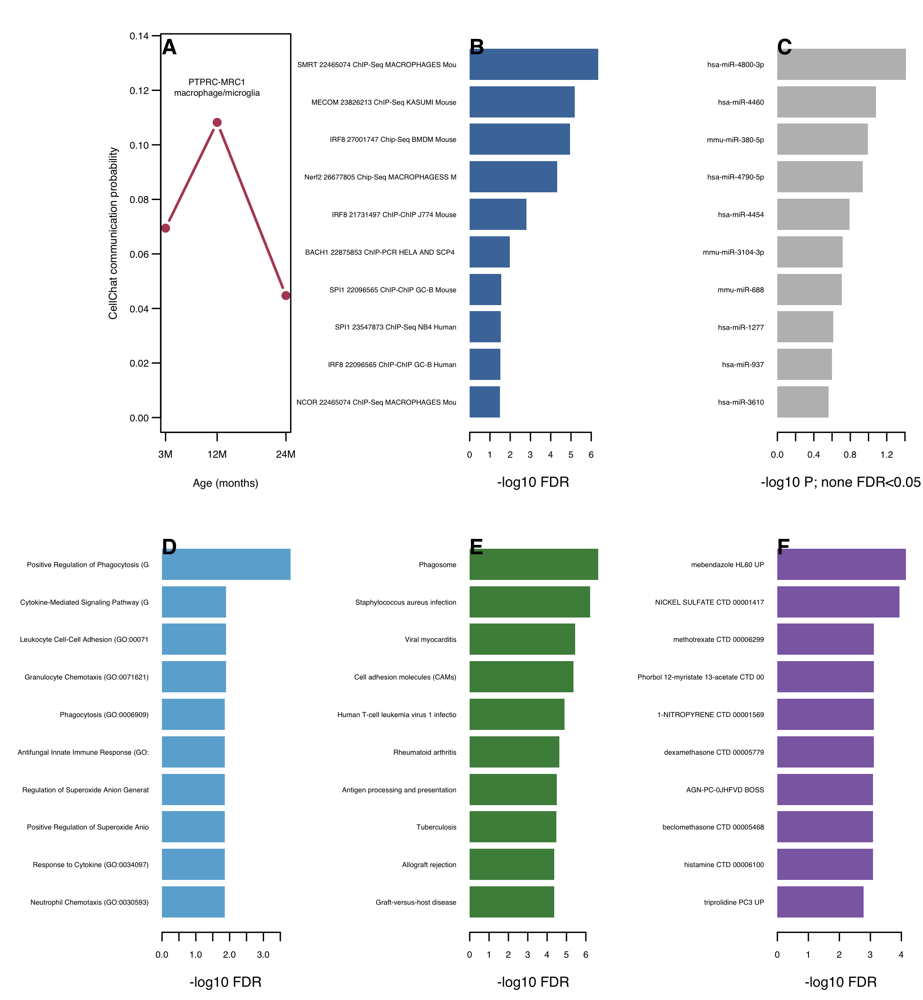 A
PTPRC-MRC1
macrophage/microglia
CellChat communication probability
0.14
0.12
0.10
0.08
0.06
0.04
0.02
0.00
3M 12M 24M
Age (months)
B
SMRT 22465074 ChIP-Seq MACROPHAGES Mou
MECOM 23826213 ChIP-Seq KASUMI Mouse
IRF8 27001747 Chip-Seq BMDM Mouse
Nerf2 26677805 Chip-Seq MACROPHAGESS M
IRF8 21731497 ChIP-ChIP J774 Mouse
BACH1 22875853 ChIP-PCR HELA AND SCP4
SPI1 22096565 ChIP-ChIP GC-B Mouse
SPI1 23547873 ChIP-Seq NB4 Human
IRF8 22096565 ChIP-ChIP GC-B Human
NCOR 22465074 ChIP-Seq MACROPHAGES Mou
0 1 2 3 4 5 6
-log10 FDR
C
hsa-miR-4800-3p
hsa-miR-4460
mmu-miR-380-5p
hsa-miR-4790-5p
hsa-miR-4454
mmu-miR-3104-3p
mmu-miR-688
hsa-miR-1277
hsa-miR-937
hsa-miR-3610
0.0 0.4 0.8 1.2
-log10 P; none FDR<0.05
D
Positive Regulation of Phagocytosis (G
Cytokine-Mediated Signaling Pathway (G
Leukocyte Cell-Cell Adhesion (GO:00071
Granulocyte Chemotaxis (GO:0071621)
Phagocytosis (GO:0006909)
Antifungal Innate Immune Response (GO:
Regulation of Superoxide Anion Generat
Positive Regulation of Superoxide Anio
Response to Cytokine (GO:0034097)
Neutrophil Chemotaxis (GO:0030593)
0.0 1.0 2.0 3.0
-log10 FDR
E
Phagosome
Staphylococcus aureus infection
Viral myocarditis
Cell adhesion molecules (CAMs)
Human T-cell leukemia virus 1 infectio
Rheumatoid arthritis
Antigen processing and presentation
Tuberculosis
Allograft rejection
Graft-versus-host disease
0 1 2 3 4 5 6
-log10 FDR
F
mebendazole HL60 UP
NICKEL SULFATE CTD 00001417
methotrexate CTD 00006299
Phorbol 12-myristate 13-acetate CTD 00
1-NITROPYRENE CTD 00001569
dexamethasone CTD 00005779
AGN-PC-0JHFVD BOSS
beclomethasone CTD 00005468
histamine CTD 00006100
triprolidine PC3 UP
0 1 2 3 4
-log10 FDR